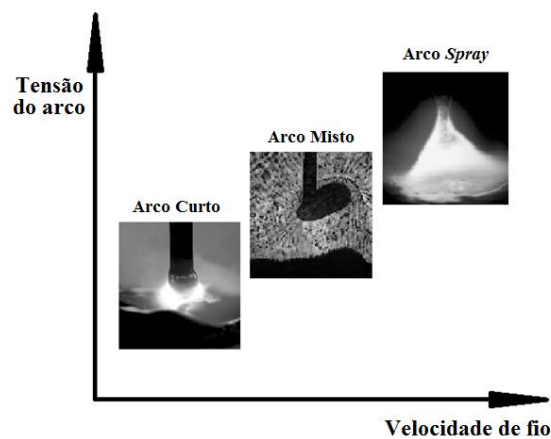 Arco Spray
Tensão
do arco
Arco Misto
Arco Curto
Velocidade de fio